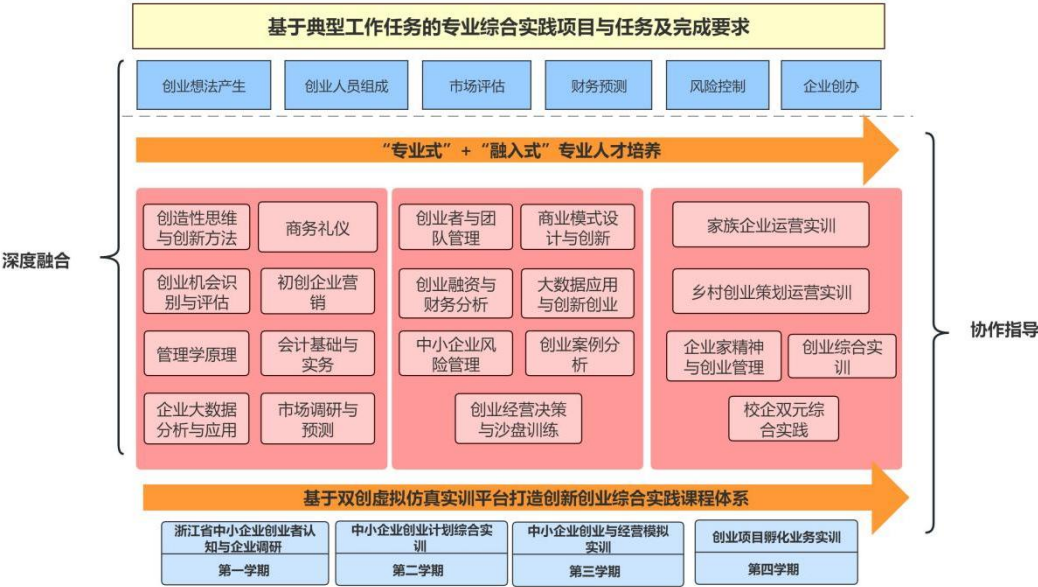 基于典型工作任务的专业综合实践项目与任务及完成要求
创业想法产生
创业人员组成
市场评估
财务预测
风险控制
企业创办
“专业式” + “融入式” 专业人才培养
深度融合
创造性思维
与创新方法
商务礼仪
创业机会识
别与评估
初创企业营
销
管理学原理
会计基础与
实务
企业大数据
分析与应用
市场调研与
预测
创业者与团
队管理
商业模式设
计与创新
创业融资与
财务分析
大数据应用
与创新创业
中小企业风
险管理
创业案例分
析
创业经营决策
与沙盘训练
家族企业运营实训
乡村创业策划运营实训
企业家精神
与创业管理
创业综合实
训
校企双元综
合实践
协作指导
基于双创虚拟仿真实训平台打造创新创业综合实践课程体系
浙江省中小企业创业者认
知与企业调研
第一学期
中小企业创业计划综合实
训
第二学期
中小企业创业与经营模拟
实训
第三学期
创业项目孵化业务实训
第四学期